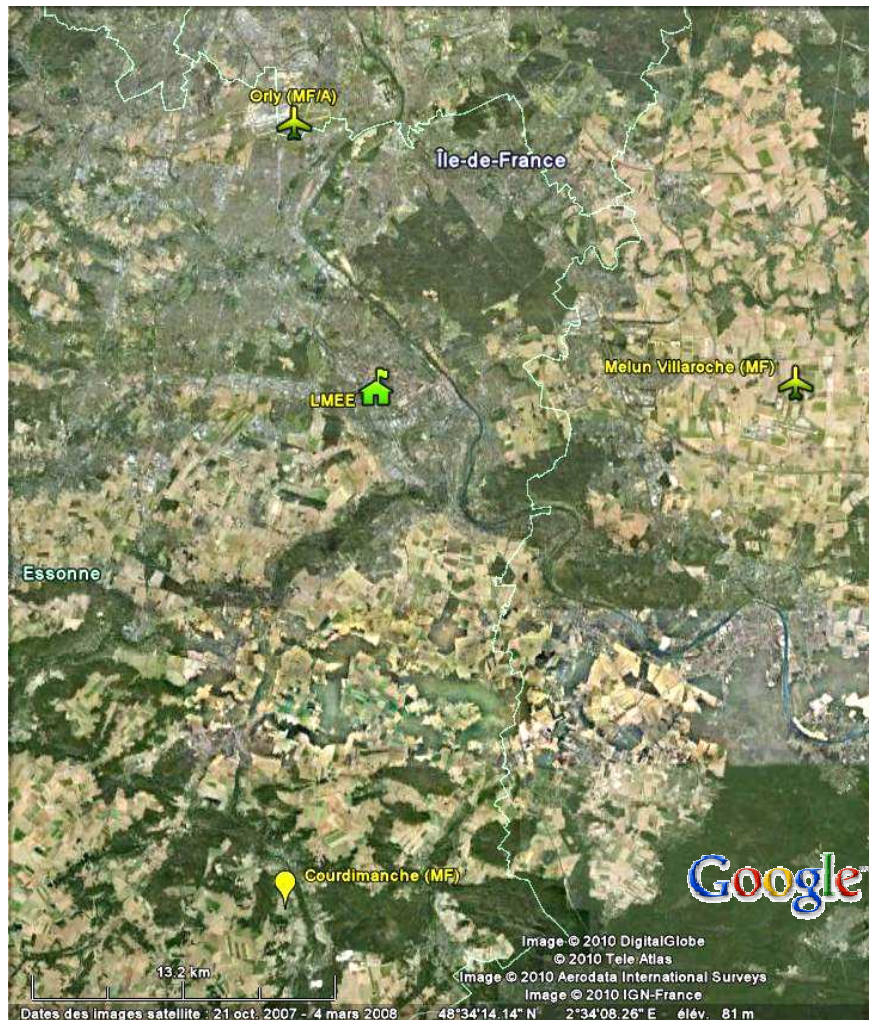 Orly (MF/A)
Île-de-France
Melun Villaroche (MF)
LMEE
Essonne
Courdimanche (MF)
Google
Image © 2010 DigitalGlobe
© 2010 Tele Atlas
Image © 2010 Aerodata International Surveys
Image © 2010 IGN-France
13.2 km
Dates des images satellite : 21 oct. 2007 - 4 mars 2008 48°34'14.14" N 2°34'08.26" E élév. 81 m